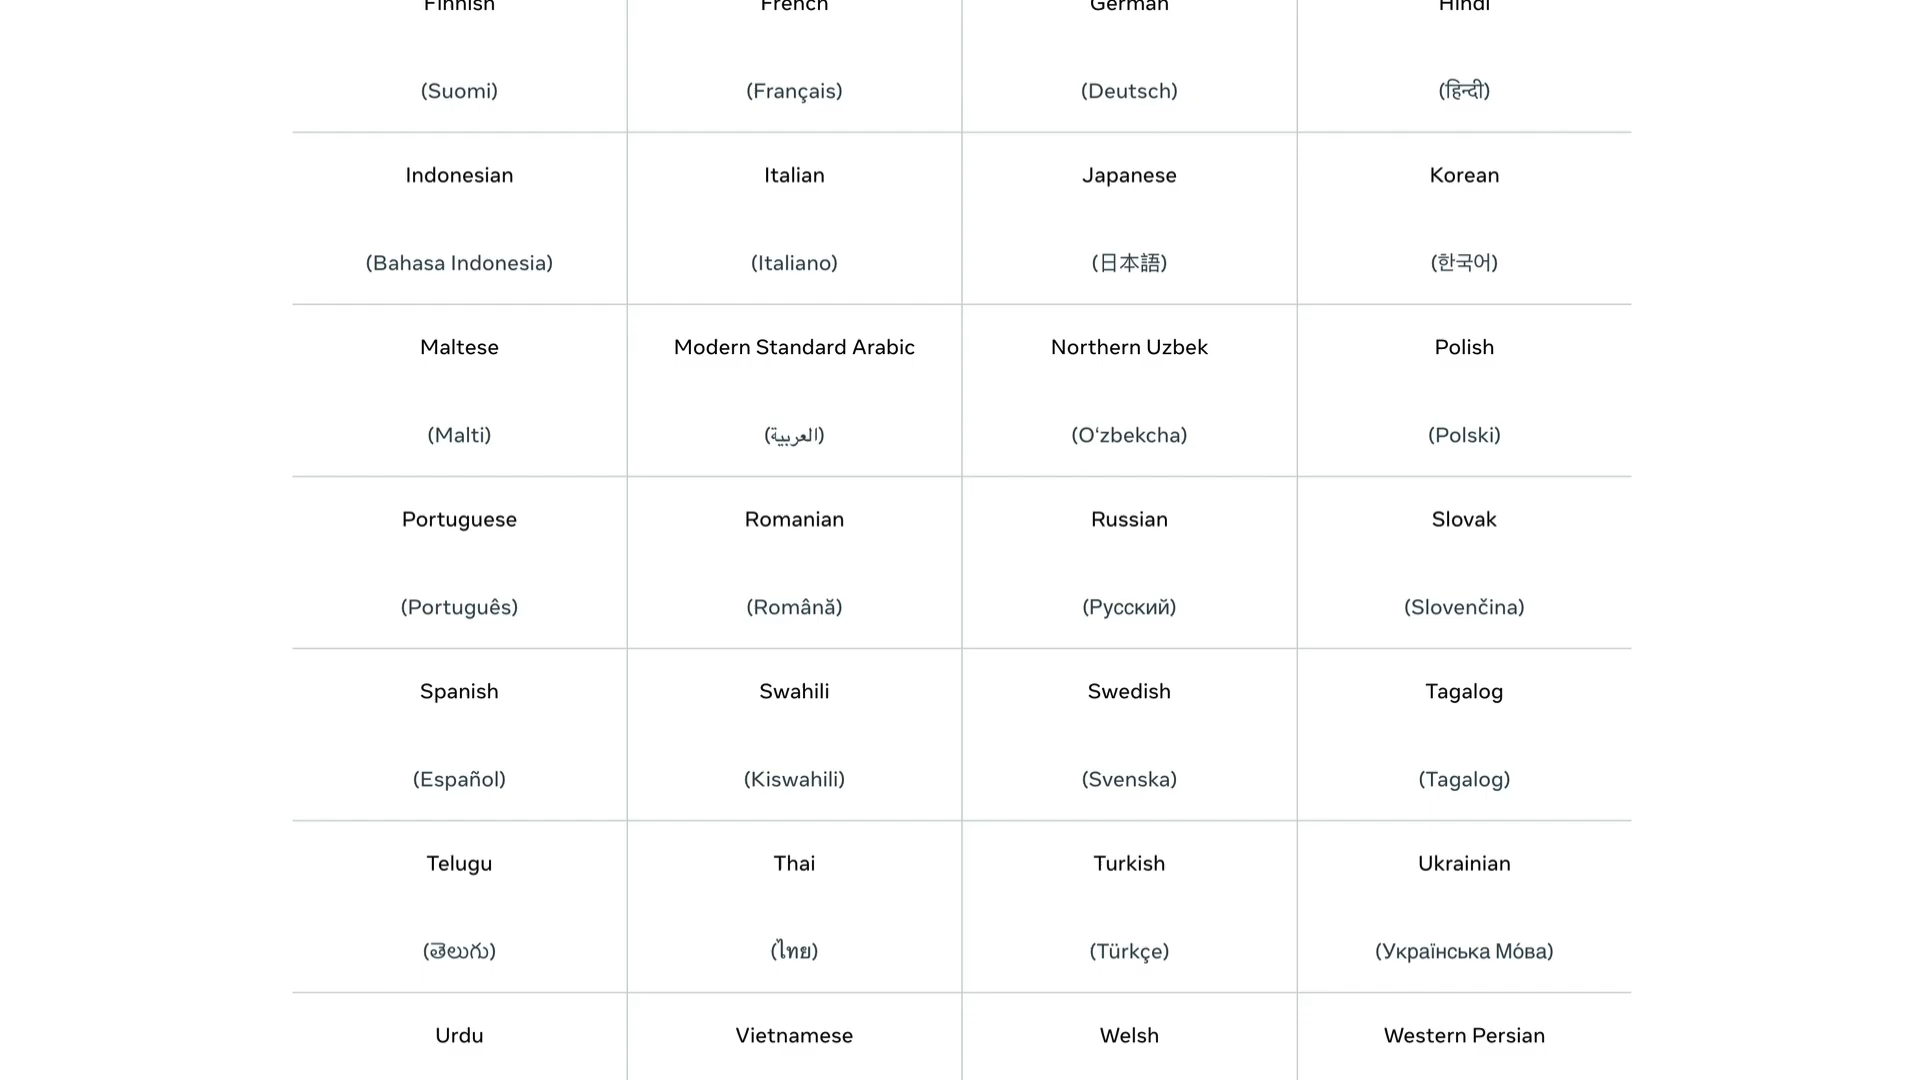 Finnish French German Hindi
(Suomi) (Français) (Deutsch) (हिन्दी)
Indonesian Italian Japanese Korean
(Bahasa Indonesia) (Italiano) (日本語) (한국어)
Maltese Modern Standard Arabic Northern Uzbek Polish
(Malti) (العربية) (Oʻzbekcha) (Polski)
Portuguese Romanian Russian Slovak
(Português) (Română) (Русский) (Slovenčina)
Spanish Swahili Swedish Tagalog
(Español) (Kiswahili) (Svenska) (Tagalog)
Telugu Thai Turkish Ukrainian
(తెలుగు) (ไทย) (Türkçe) (Українська Мо́ва)
Urdu Vietnamese Welsh Western Persian